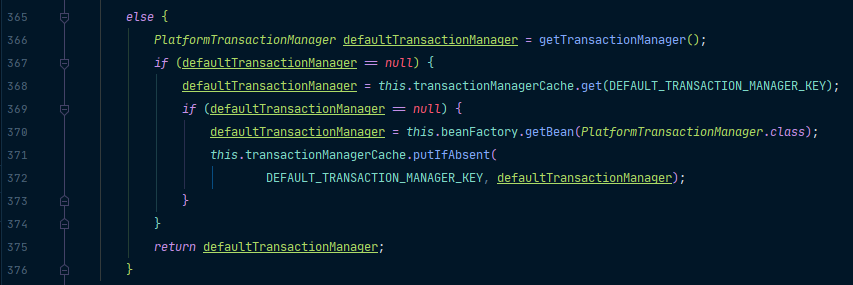 365 else {
366 PlatformTransactionManager defaultTransactionManager = getTransactionManager();
367 if (defaultTransactionManager == null) {
368 defaultTransactionManager = this.transactionManagerCache.get(DEFAULT_TRANSACTION_MANAGER_KEY);
369 if (defaultTransactionManager == null) {
370 defaultTransactionManager = this.beanFactory.getBean(PlatformTransactionManager.class);
371 this.transactionManagerCache.putIfAbsent(
372 DEFAULT_TRANSACTION_MANAGER_KEY, defaultTransactionManager);
373 }
374 }
375 return defaultTransactionManager;
376 }